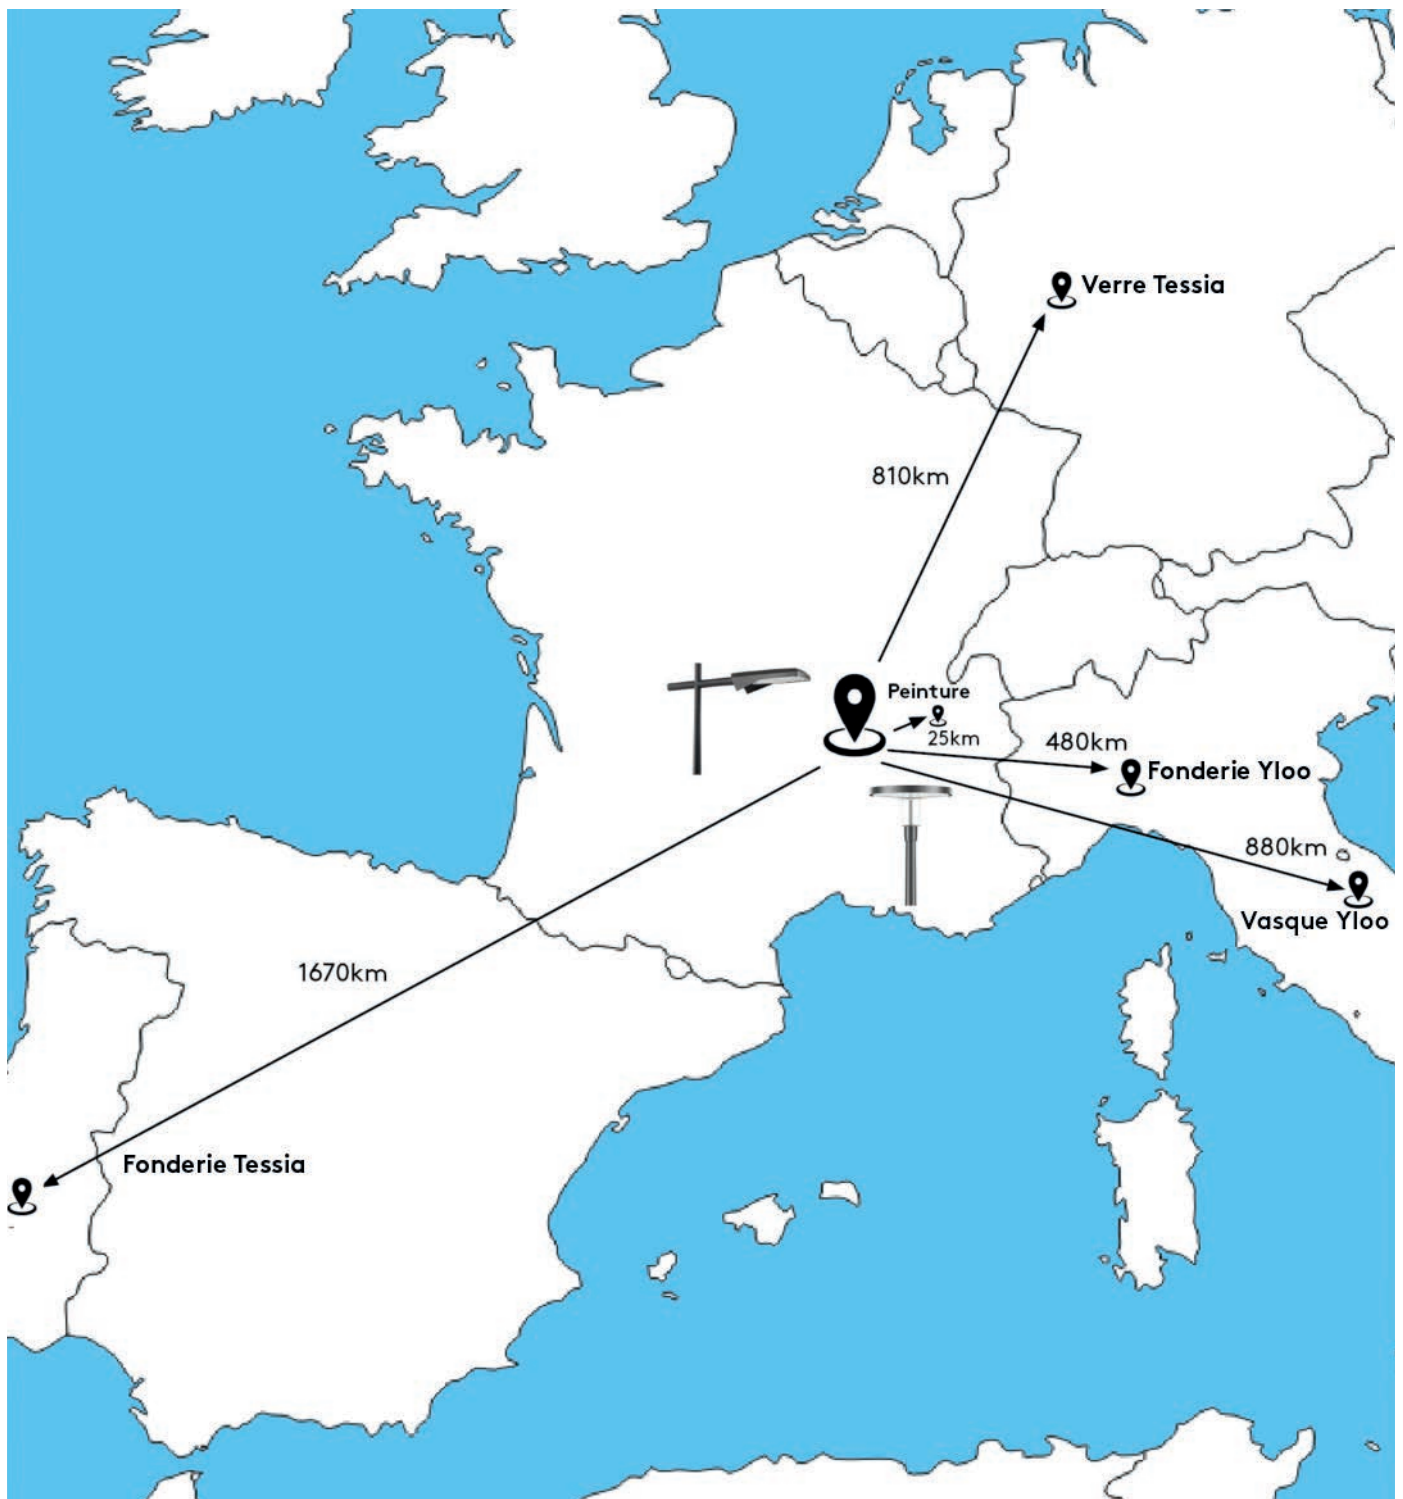 Verre Tessia
810km
Peinture
25km
480km
Fonderie Yloo
880km
Vasque Yloo
1670km
Fonderie Tessia